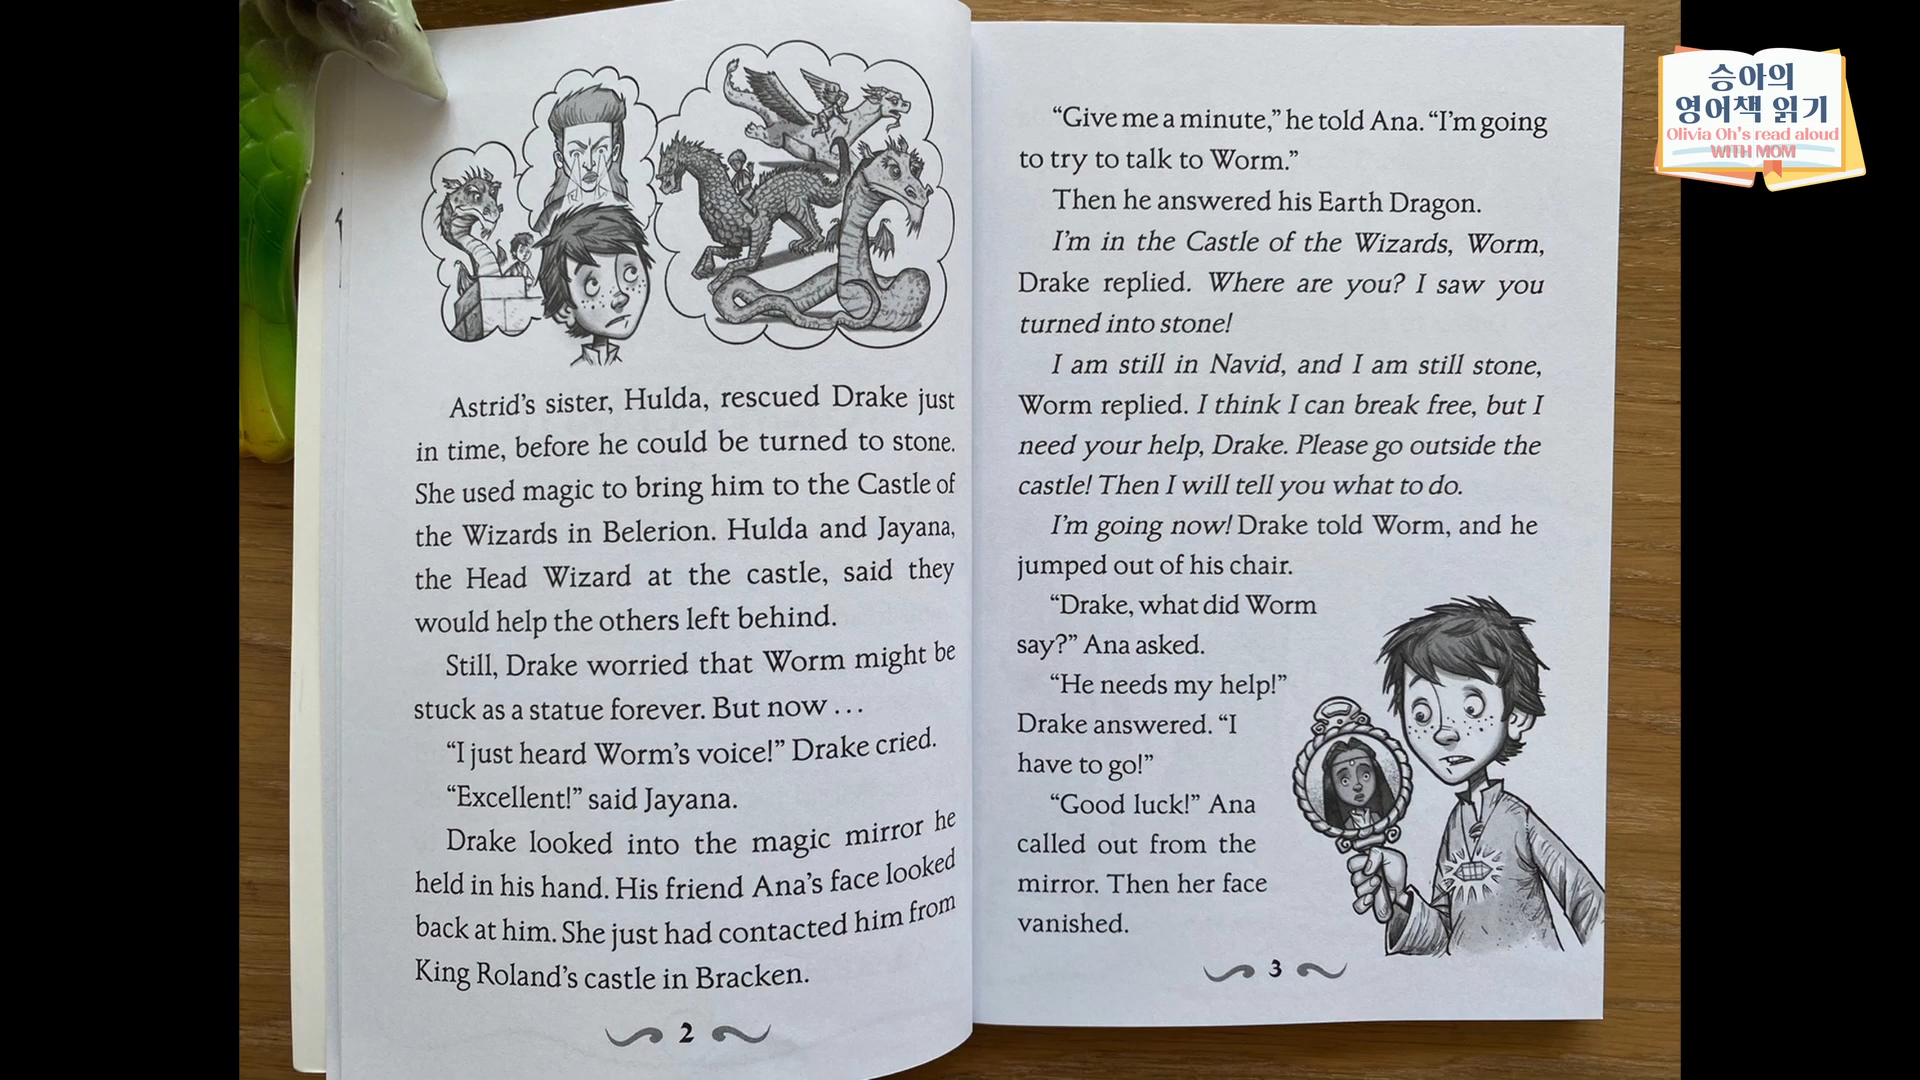 Astrid's sister, Hulda, rescued Drake just
in time, before he could be turned to stone.
She used magic to bring him to the Castle of
the Wizards in Belerion. Hulda and Jayana,
the Head Wizard at the castle, said they
would help the others left behind.
Still, Drake worried that Worm might be
stuck as a statue forever. But now . . .
“I just heard Worm's voice!” Drake cried.
“Excellent!” said Jayana.
Drake looked into the magic mirror he
held in his hand. His friend Ana's face looked
back at him. She just had contacted him from
King Roland's castle in Bracken.
2
“Give me a minute,” he told Ana. “I'm going
to try to talk to Worm.”
Then he answered his Earth Dragon.
I'm in the Castle of the Wizards, Worm,
Drake replied. Where are you? I saw you
turned into stone!
I am still in Navid, and I am still stone,
Worm replied. I think I can break free, but I
need your help, Drake. Please go outside the
castle! Then I will tell you what to do.
I'm going now! Drake told Worm, and he
jumped out of his chair.
“Drake, what did Worm
say?” Ana asked.
“He needs my help!”
Drake answered. “I
have to go!”
“Good luck!” Ana
called out from the
mirror. Then her face
vanished.
3
승아의
영어책 읽기
Olivia Oh's read aloud
WITH MOM